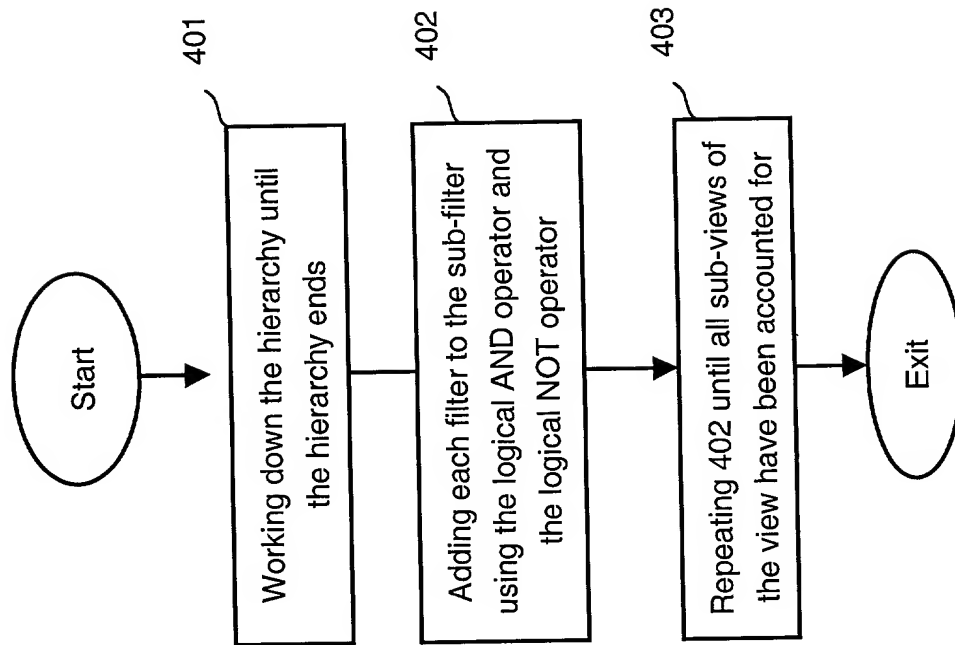 Start
401
Working down the hierarchy until
the hierarchy ends
402
Adding each filter to the sub-filter
using the logical AND operator and
the logical NOT operator
403
Repeating 402 until all sub-views of
the view have been accounted for
Exit